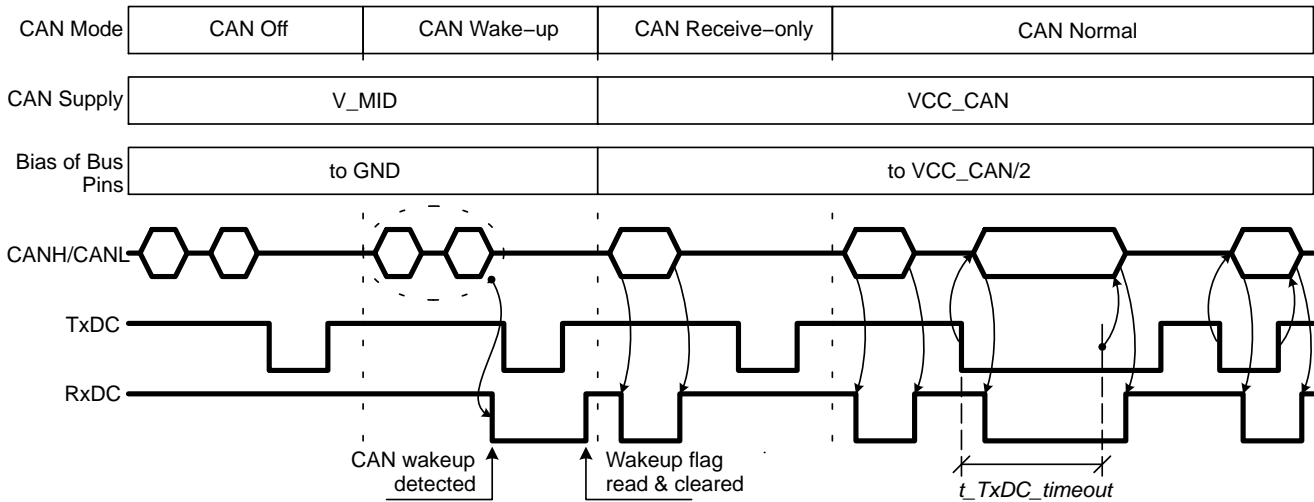 CAN Mode CAN Off CAN Wake−up CAN Receive−only CAN Normal
CAN Supply V_MID VCC_CAN
Bias of Bus
Pins
to GND to VCC_CAN/2
CANH/CANL
TxDC
RxDC
CAN wakeup
detected
Wakeup flag
read & cleared
t_TxDC_timeout